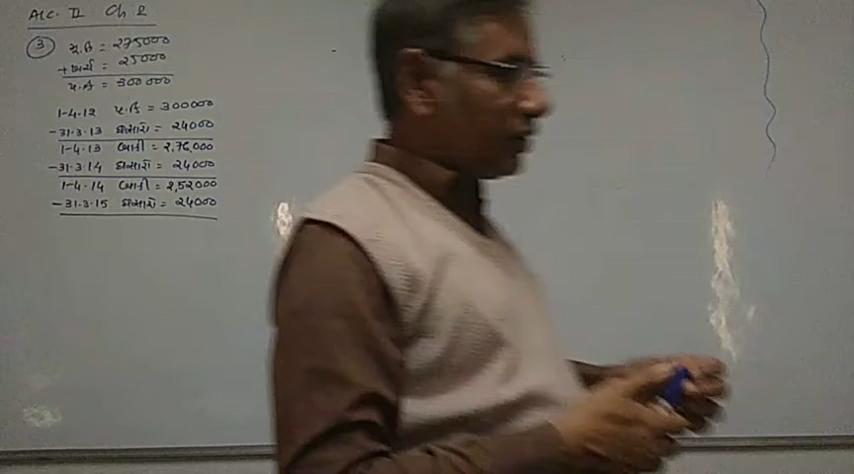 A/C. II Ch 2
3 મૂ.કિં = 275000
+ ખર્ચ = 25000
પ.કિં = 300000
1-4.12 પ.કિં = 300000
-31.3.13 ઘસારો = 24000
1-4.13 બાકી = 2,76,000
-31.3.14 ઘસારો = 24000
1-4.14 બાકી = 2,52000
-31.3.15 ઘસારો = 24000